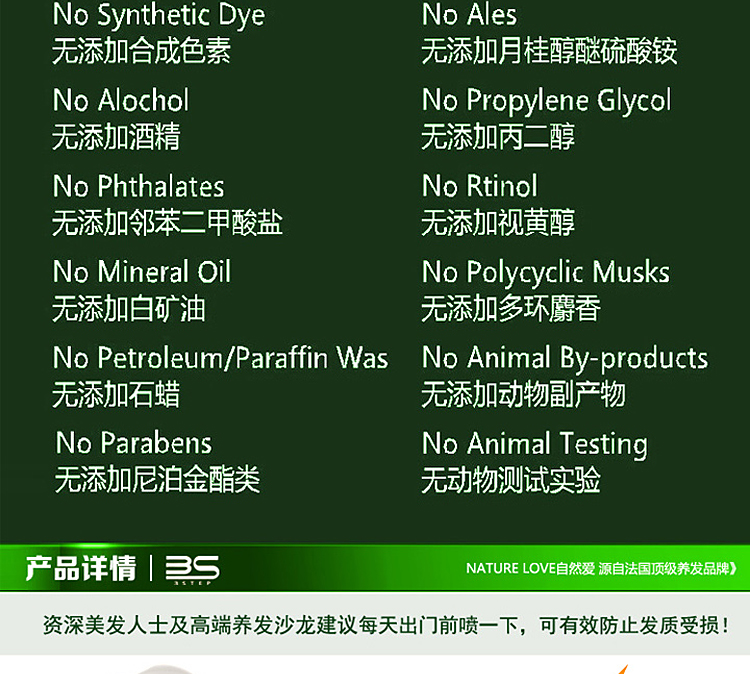 No Synthetic Dye
无添加合成色素
No Ales
无添加月桂醇醚硫酸铵
No Alochol
无添加酒精
No Propylene Glycol
无添加丙二醇
No Phthalates
无添加邻苯二甲酸盐
No Rtinol
无添加视黄醇
No Mineral Oil
无添加白矿油
No Polycyclic Musks
无添加多环麝香
No Petroleum/Paraffin Was
无添加石蜡
No Animal By-products
无添加动物副产物
No Parabens
无添加尼泊金酯类
No Animal Testing
无动物测试实验
产品详情 | 3S
3STEP
NATURE LOVE自然爱 源自法国顶级养发品牌》
资深美发人士及高端养发沙龙建议每天出门前喷一下，可有效防止发质受损！